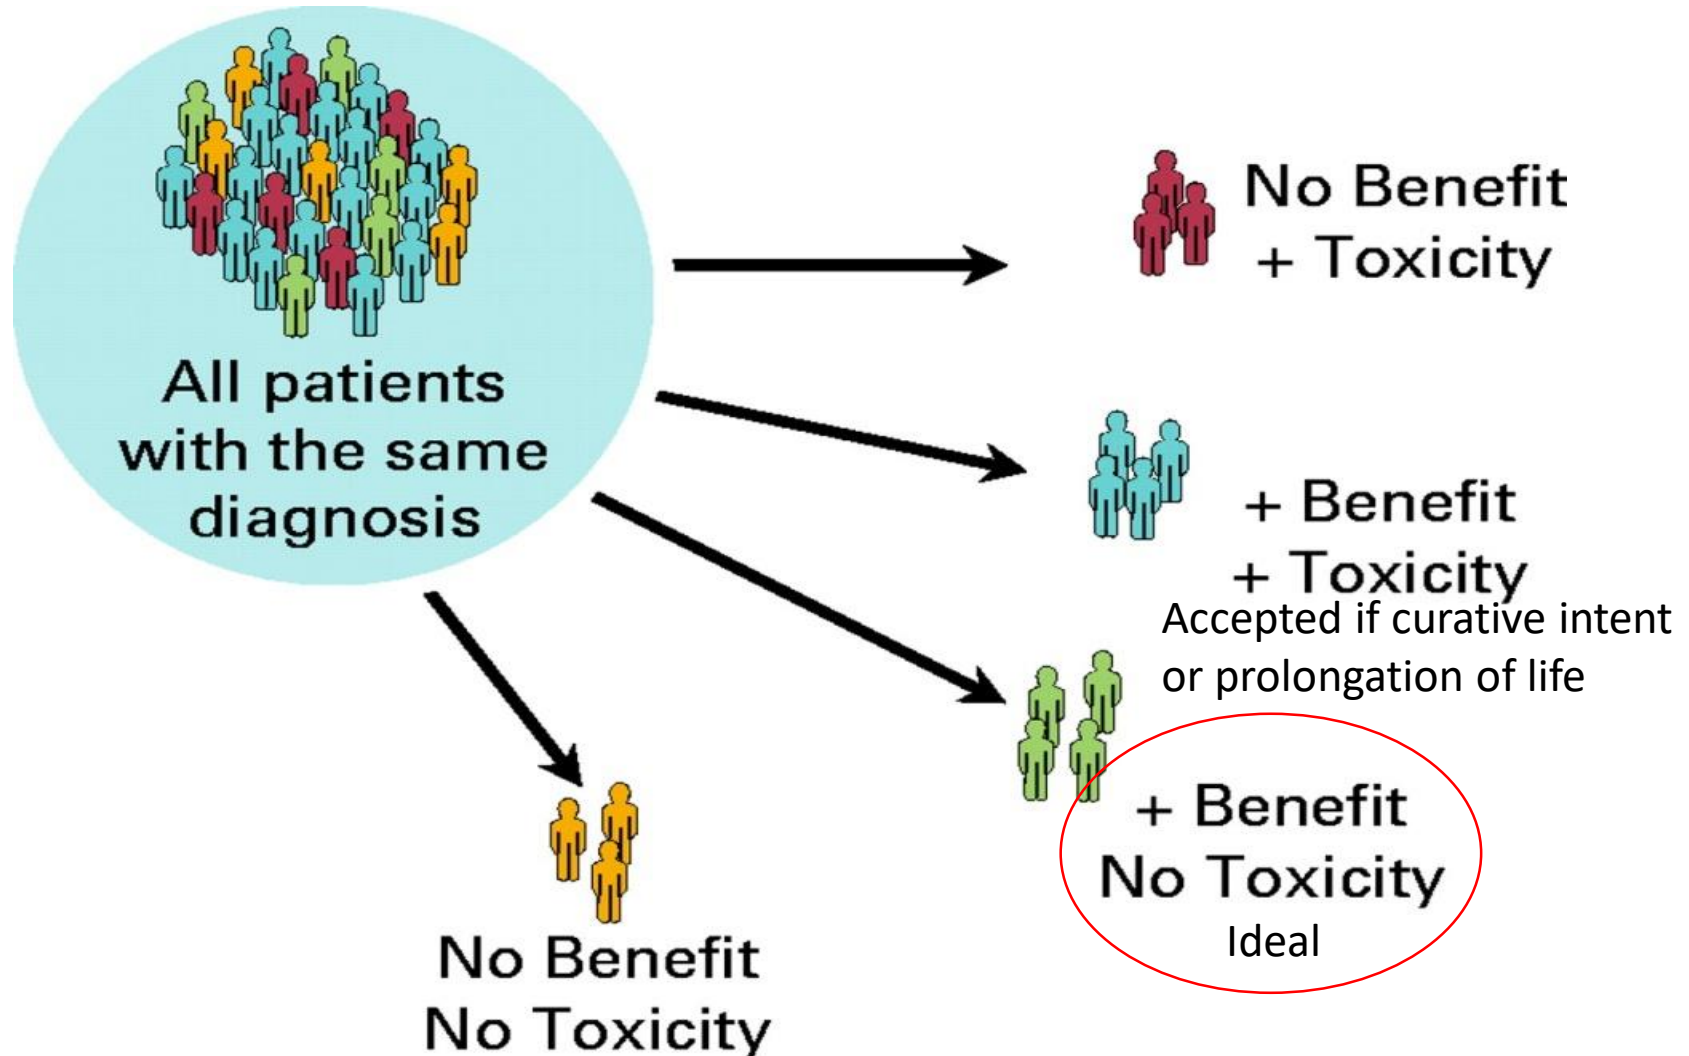 All patients
with the same
diagnosis
No Benefit
+ Toxicity
+ Benefit
+ Toxicity
Accepted if curative intent
or prolongation of life
+ Benefit
No Toxicity
Ideal
No Benefit
No Toxicity